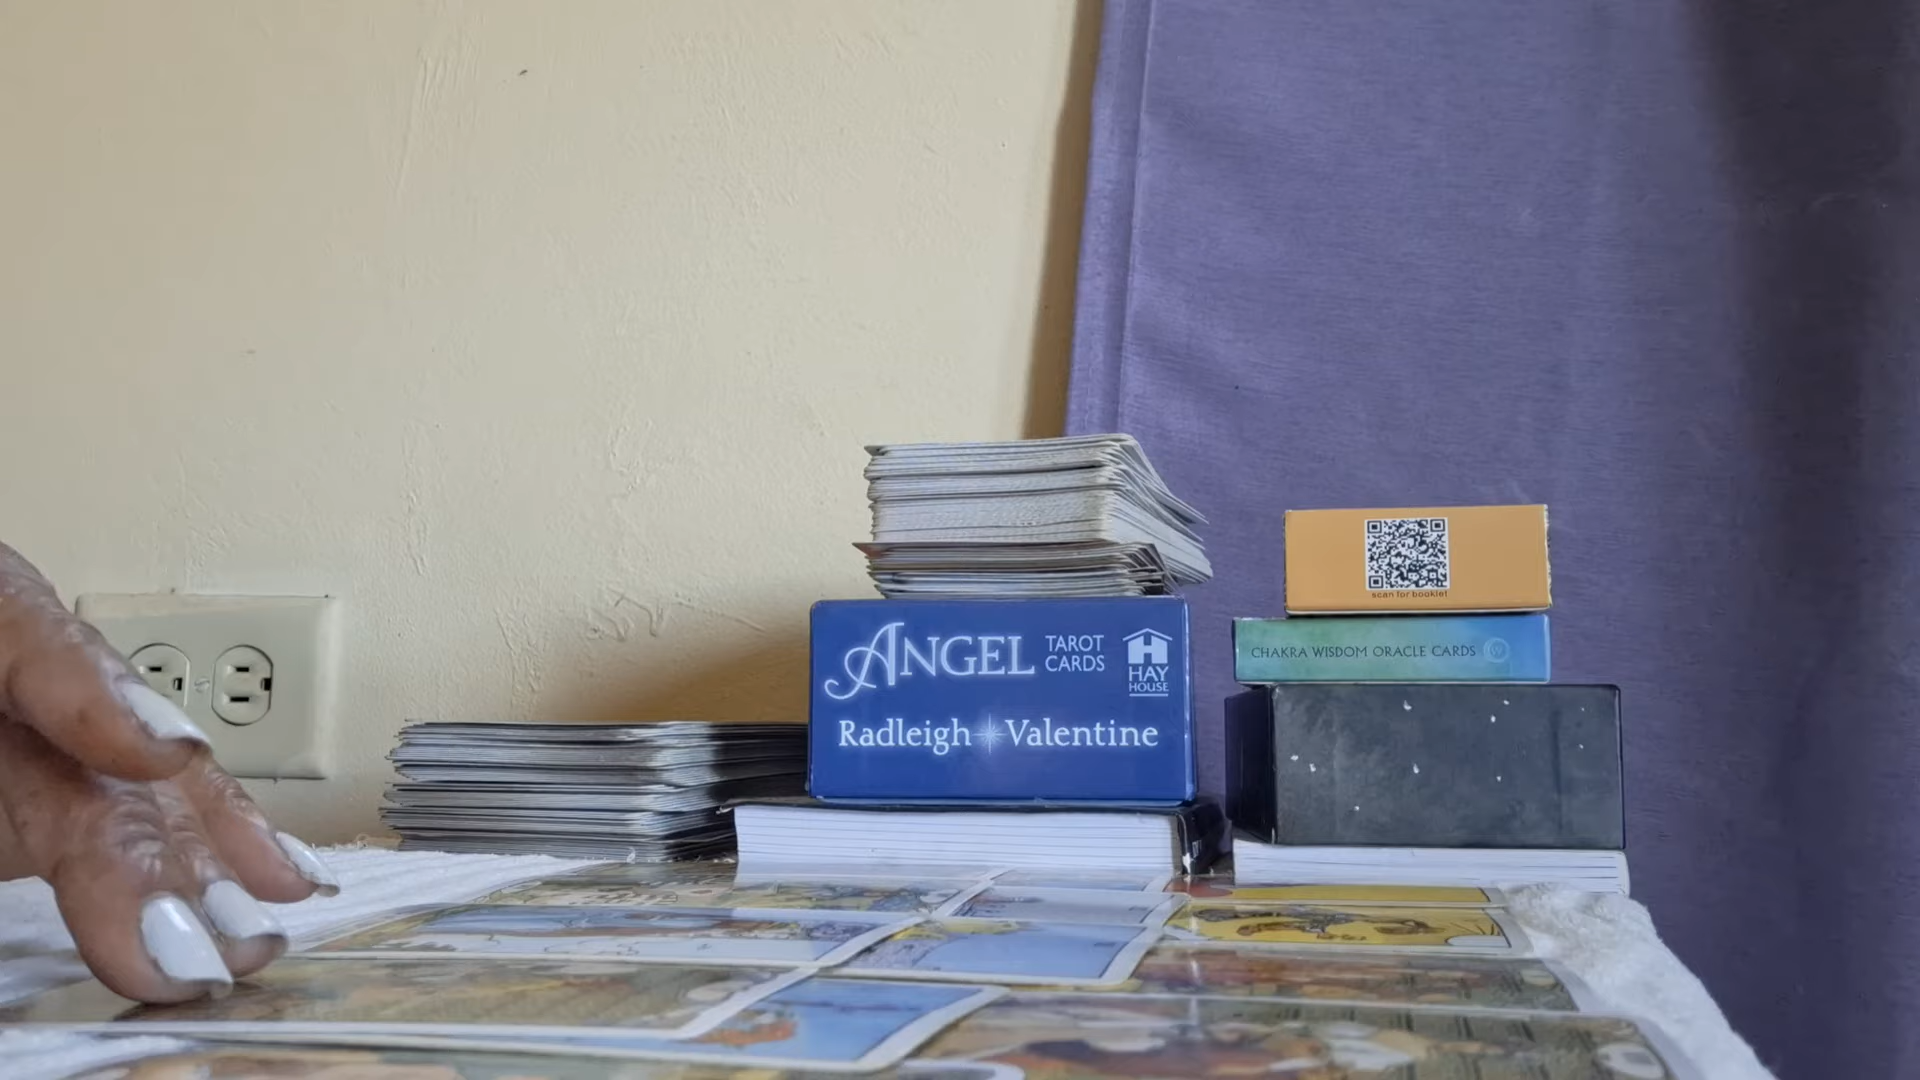 ANGEL TAROT CARDS
HAY HOUSE
Radleigh Valentine
scan for booklet
CHAKRA WISDOM ORACLE CARDS